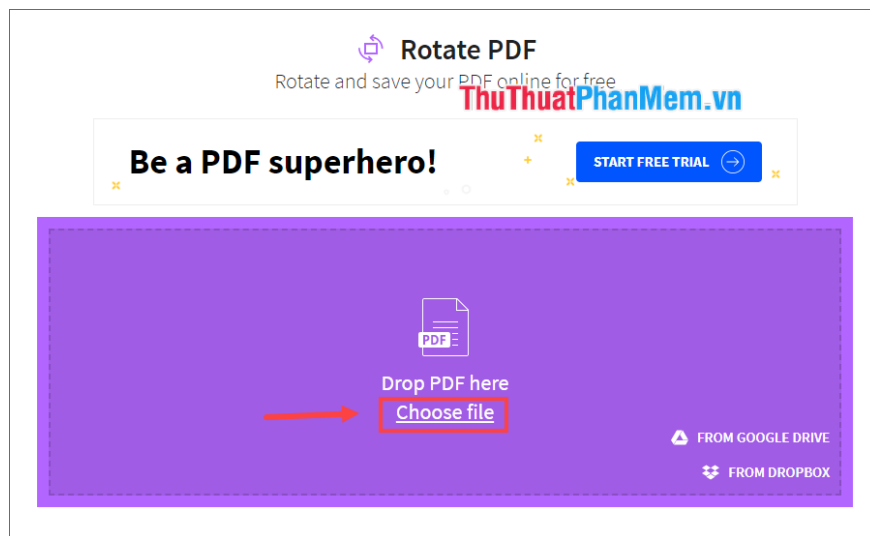 Rotate PDF
Rotate and save your PDF online for free
ThuThuatPhanMem.vn
Be a PDF superhero!
START FREE TRIAL
PDF
Drop PDF here
Choose file
FROM GOOGLE DRIVE
FROM DROPBOX